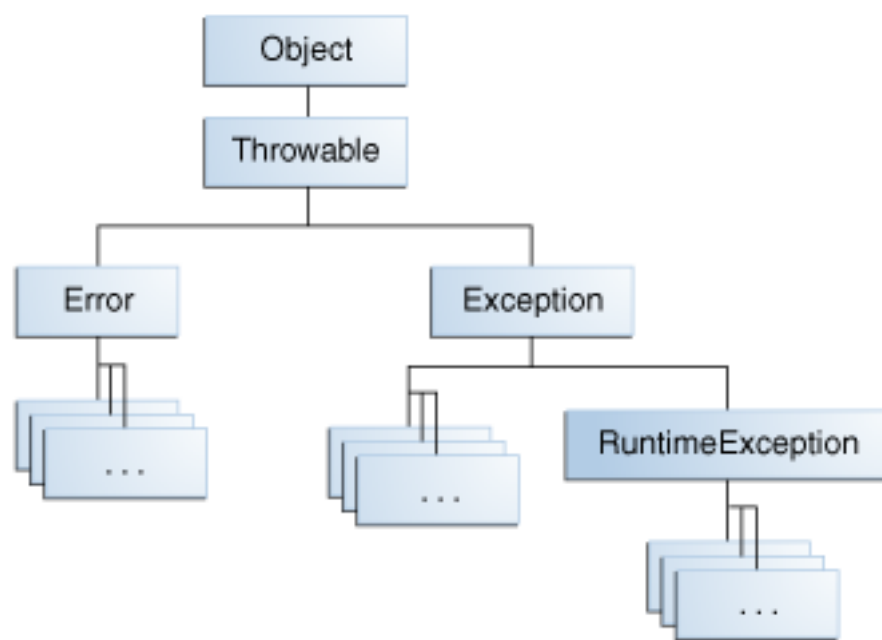 Object
Throwable
Error
Exception
...
...
RuntimeException
...